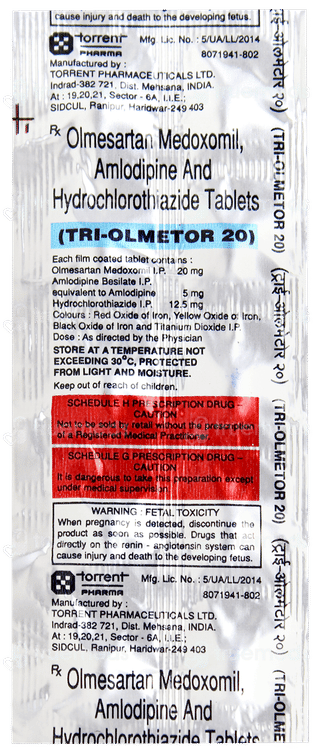 cause injury and death to the developing fetus.
torrent
PHARMA
Mfg. Lic. No. : 5/UA/LL/2014
8071941-802
Manufactured by :
TORRENT PHARMACEUTICALS LTD.
Indrad-382 721, Dist. Mehsana, INDIA.
At : 19,20,21, Sector - 6A, I.I.E.;
SIDCUL, Ranipur, Haridwar-249 403
Rx
Olmesartan Medoxomil,
Amlodipine And
Hydrochlorothiazide Tablets
(TRI-OLMETOR 20)
Each film coated tablet contains :
Olmesartan Medoxomil I.P. 20 mg
Amlodipine Besilate I.P.
equivalent to Amlodipine 5 mg
Hydrochlorothiazide I.P. 12.5 mg
Colours : Red Oxide of Iron, Yellow Oxide of Iron,
Black Oxide of Iron and Titanium Dioxide I.P.
Dose : As directed by the Physician
STORE AT A TEMPERATURE NOT
EXCEEDING 30°C, PROTECTED
FROM LIGHT AND MOISTURE.
Keep out of reach of children.
SCHEDULE H PRESCRIPTION DRUG –
CAUTION :
Not to be sold by retail without the prescription
of a Registered Medical Practitioner.
SCHEDULE G PRESCRIPTION DRUG –
CAUTION
It is dangerous to take this preparation except
under medical supervision.
WARNING : FETAL TOXICITY
When pregnancy is detected, discontinue the
product as soon as possible. Drugs that act
directly on the renin - angiotensin system can
cause injury and death to the developing fetus.
torrent
PHARMA
Mfg. Lic. No. : 5/UA/LL/2014
8071941-802
Manufactured by :
TORRENT PHARMACEUTICALS LTD.
Indrad-382 721, Dist. Mehsana, INDIA.
At : 19,20,21, Sector - 6A, I.I.E.;
SIDCUL, Ranipur, Haridwar-249 403
Rx
Olmesartan Medoxomil,
Amlodipine And
Hydrochlorothiazide Tablets
(ट्राई-ओल्मेटोर २०)
(TRI-OLMETOR 20)
(ट्राई-ओल्मेटोर २०)
(TRI-OLMETOR 20)
(ट्राई-ओल्मेटोर २०)
(TRI-OLME